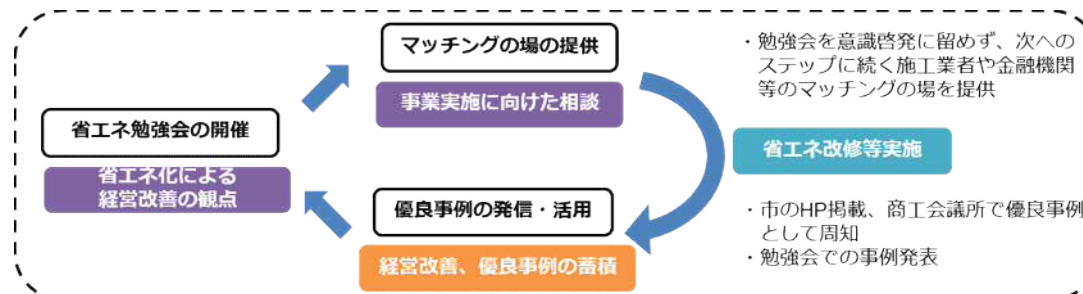 マッチングの場の提供
事業実施に向けた相談
・勉強会を意識啓発に留めず、次への
ステップに続く施工業者や金融機関
等のマッチングの場を提供
省エネ勉強会の開催
省エネ化による
経営改善の観点
省エネ改修等実施
優良事例の発信・活用
経営改善、優良事例の蓄積
・市のHP掲載、商工会議所で優良事例
として周知
・勉強会での事例発表